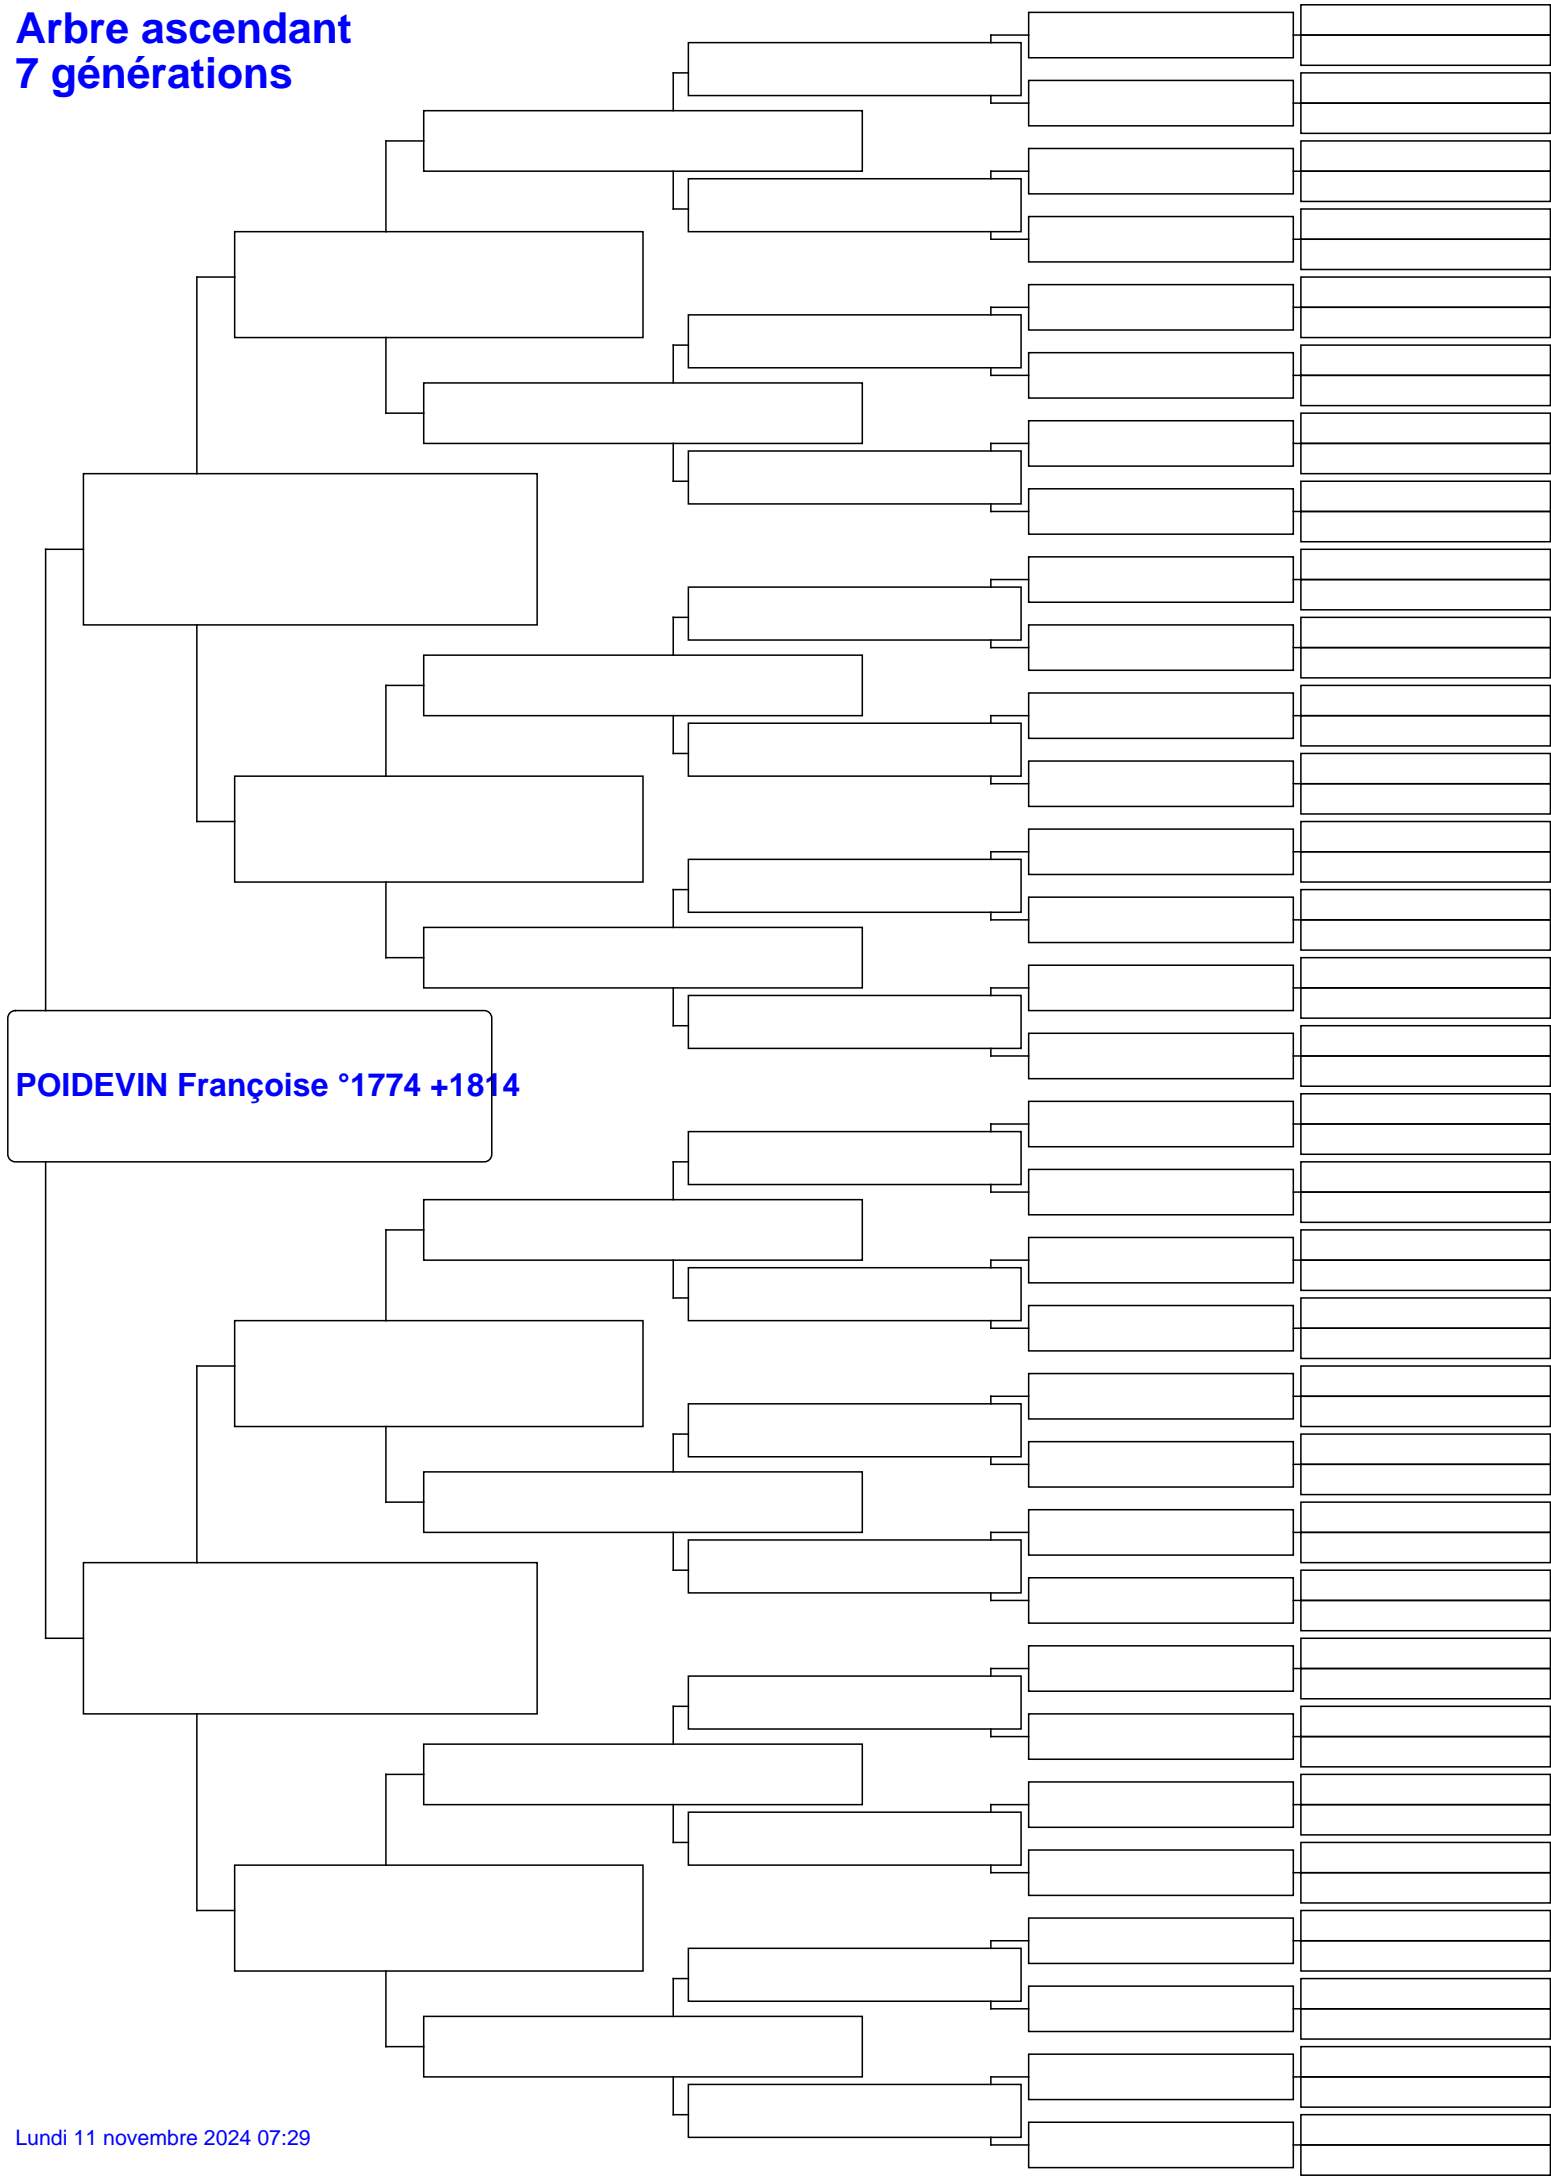 Arbre ascendant
7 générations
POIDEVIN Françoise °1774 +1814
Lundi 11 novembre 2024 07:29